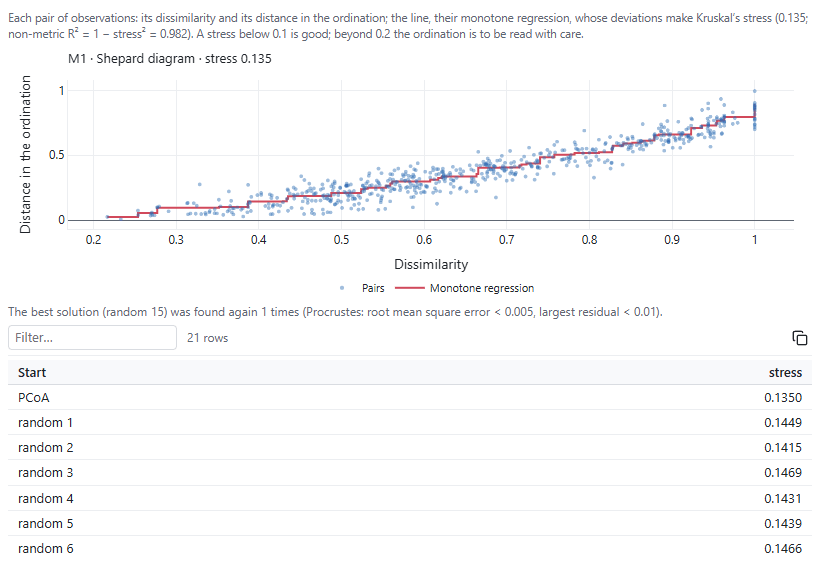 Each pair of observations: its dissimilarity and its distance in the ordination; the line, their monotone regression, whose deviations make Kruskal's stress (0.135;
non-metric R² = 1 − stress² = 0.982). A stress below 0.1 is good; beyond 0.2 the ordination is to be read with care.
M1 · Shepard diagram · stress 0.135
Distance in the ordination
1
0.5
0
0.2 0.3 0.4 0.5 0.6 0.7 0.8 0.9 1
Dissimilarity
Pairs Monotone regression
The best solution (random 15) was found again 1 times (Procrustes: root mean square error < 0.005, largest residual < 0.01).
Filter... 21 rows
Start stress
PCoA 0.1350
random 1 0.1449
random 2 0.1415
random 3 0.1469
random 4 0.1431
random 5 0.1439
random 6 0.1466